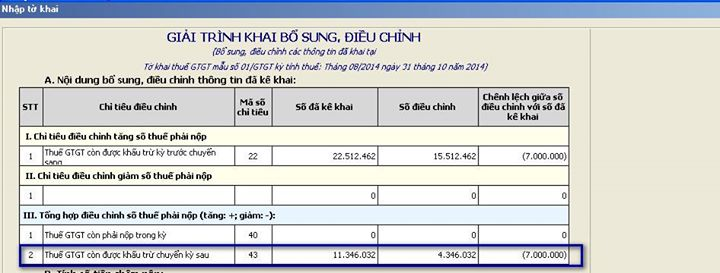 Nhập tờ khai
GIẢI TRÌNH KHAI BỔ SUNG, ĐIỀU CHỈNH
(Bổ sung, điều chỉnh các thông tin đã khai tại
Tờ khai thuế GTGT mẫu số 01/GTGT kỳ tính thuế: Tháng 08/2014 ngày 31 tháng 10 năm 2014)
A. Nội dung bổ sung, điều chỉnh thông tin đã kê khai:
STT Chỉ tiêu điều chỉnh Mã số chỉ tiêu Số đã kê khai Số điều chỉnh Chênh lệch giữa số điều chỉnh với số đã kê khai
I. Chỉ tiêu điều chỉnh tăng số thuế phải nộp
1 Thuế GTGT còn được khấu trừ kỳ trước chuyển sang 22 22.512.462 15.512.462 (7.000.000)
II. Chỉ tiêu điều chỉnh giảm số thuế phải nộp
1 0 0 0
III. Tổng hợp điều chỉnh số thuế phải nộp (tăng: +; giảm: -):
1 Thuế GTGT còn phải nộp trong kỳ 40 0 0 0
2 Thuế GTGT còn được khấu trừ chuyển kỳ sau 43 11.346.032 4.346.032 (7.000.000)